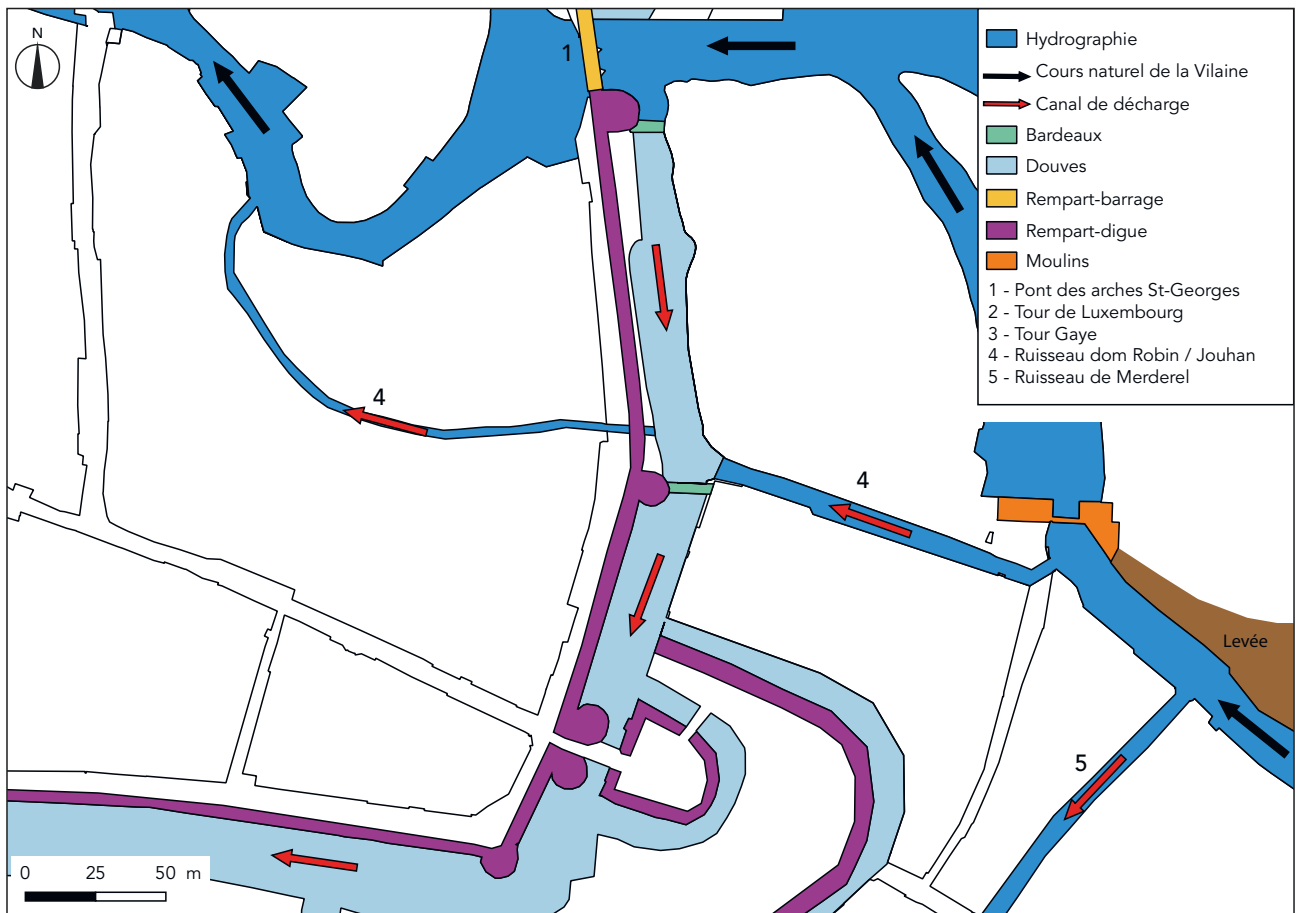 N
1
Hydrographie
Cours naturel de la Vilaine
Canal de décharge
Bardeaux
Douves
Rempart-barrage
Rempart-digue
Moulins
1 - Pont des arches St-Georges
2 - Tour de Luxembourg
3 - Tour Gaye
4 - Ruisseau dom Robin / Jouhan
5 - Ruisseau de Merderel
4
4
Levée
5
0 25 50 m